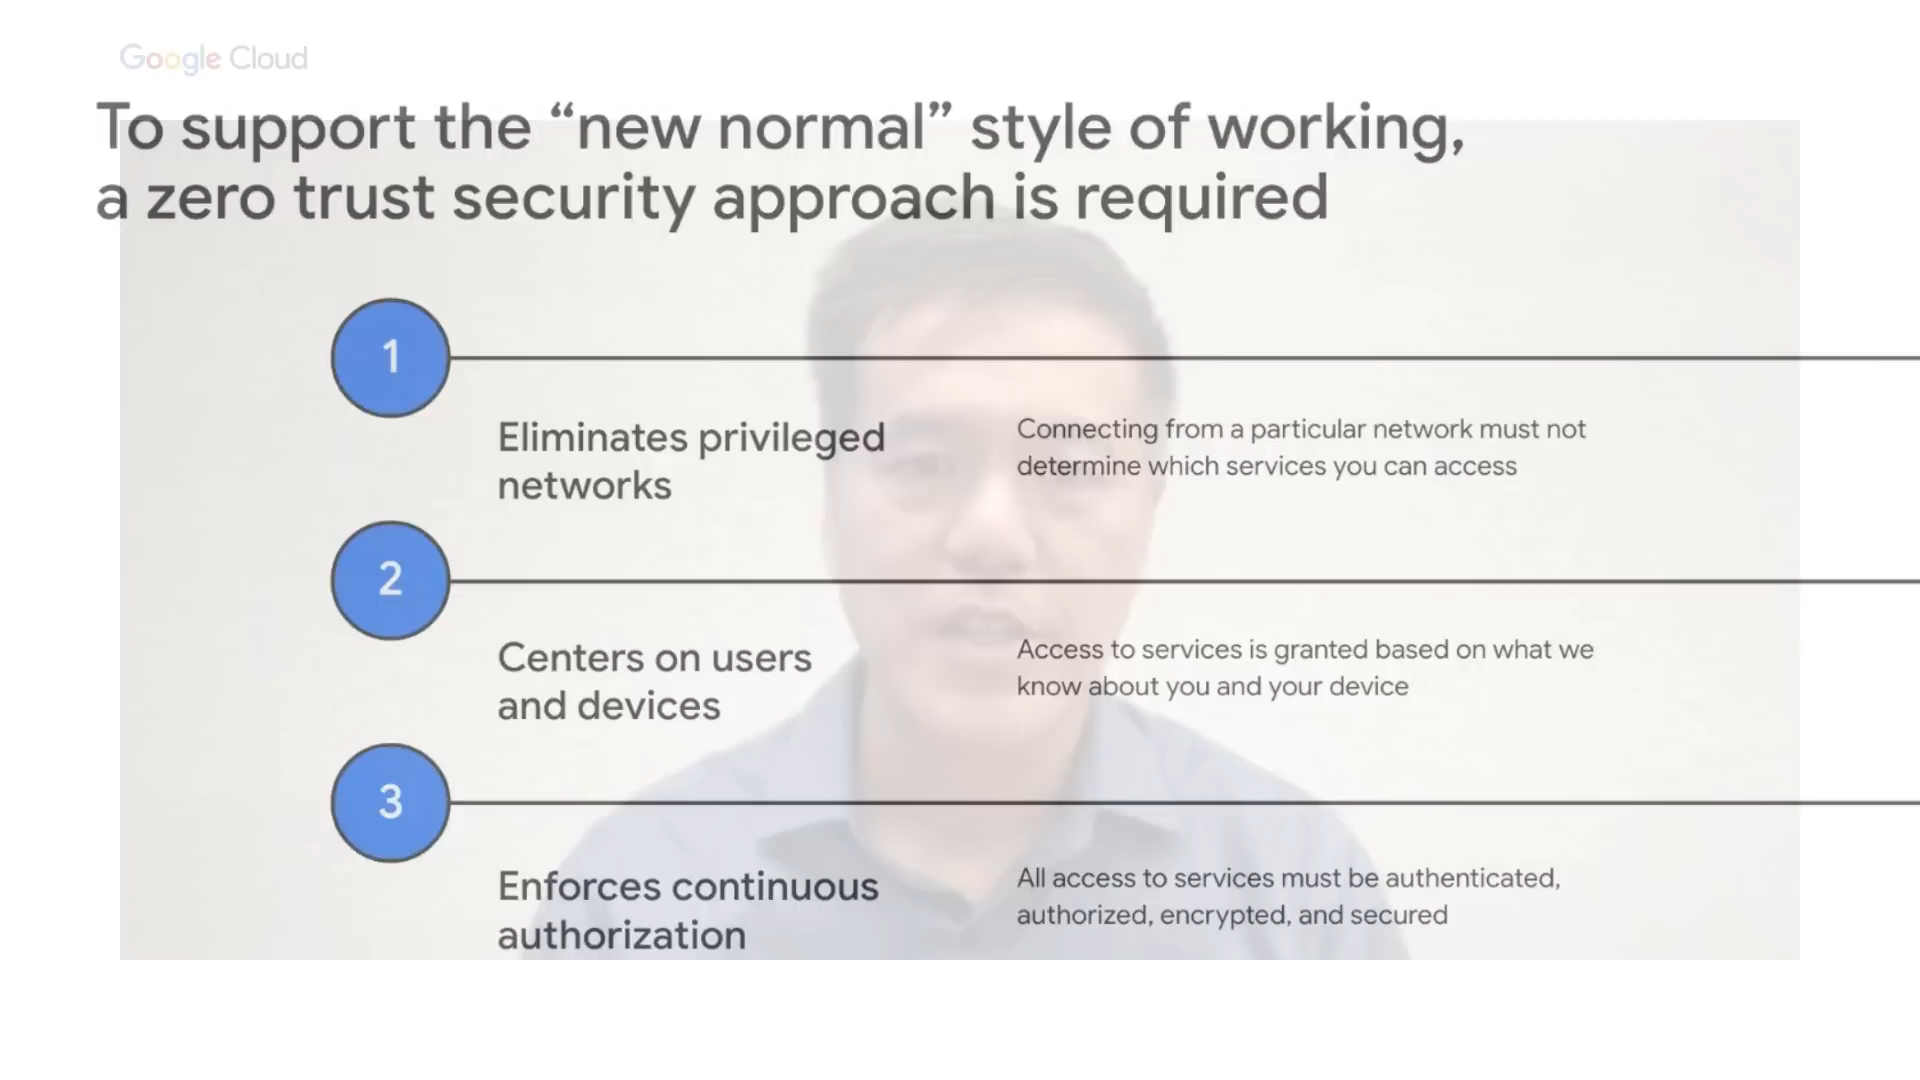 Google Cloud
To support the “new normal” style of working,
a zero trust security approach is required
1
Eliminates privileged
networks
Connecting from a particular network must not
determine which services you can access
2
Centers on users
and devices
Access to services is granted based on what we
know about you and your device
3
Enforces continuous
authorization
All access to services must be authenticated,
authorized, encrypted, and secured